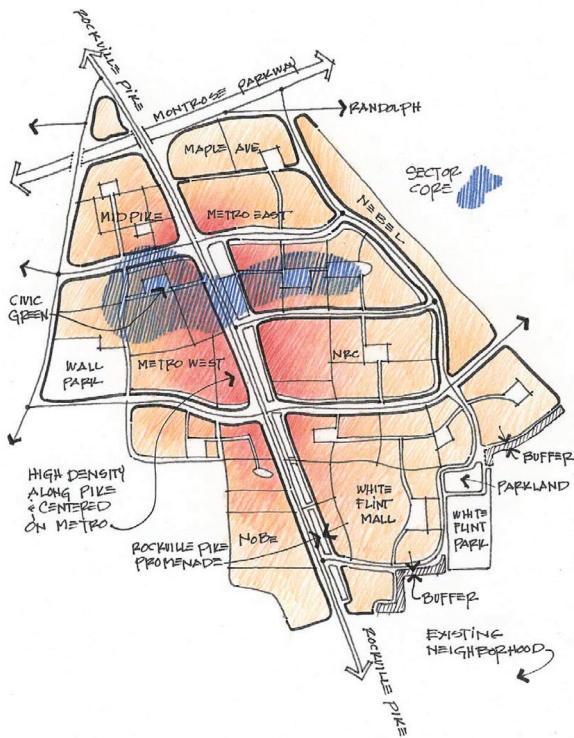 ROCKVILLE PIKE
MONTROSE PARKWAY
RANDOLPH
MAPLE AVE
SECTOR
CORE
MID PIKE
METRO EAST
NEBEL
CIVIC
GREEN
WALL
PARK
METRO WEST
NRC
HIGH DENSITY
ALONG PIKE
& CENTERED
ON METRO
BUFFER
PARKLAND
WHITE
FLINT
MALL
WHITE
FLINT
PARK
NOBE
ROCKVILLE PIKE
PROMENADE
BUFFER
EXISTING
NEIGHBORHOOD
ROCKVILLE PIKE